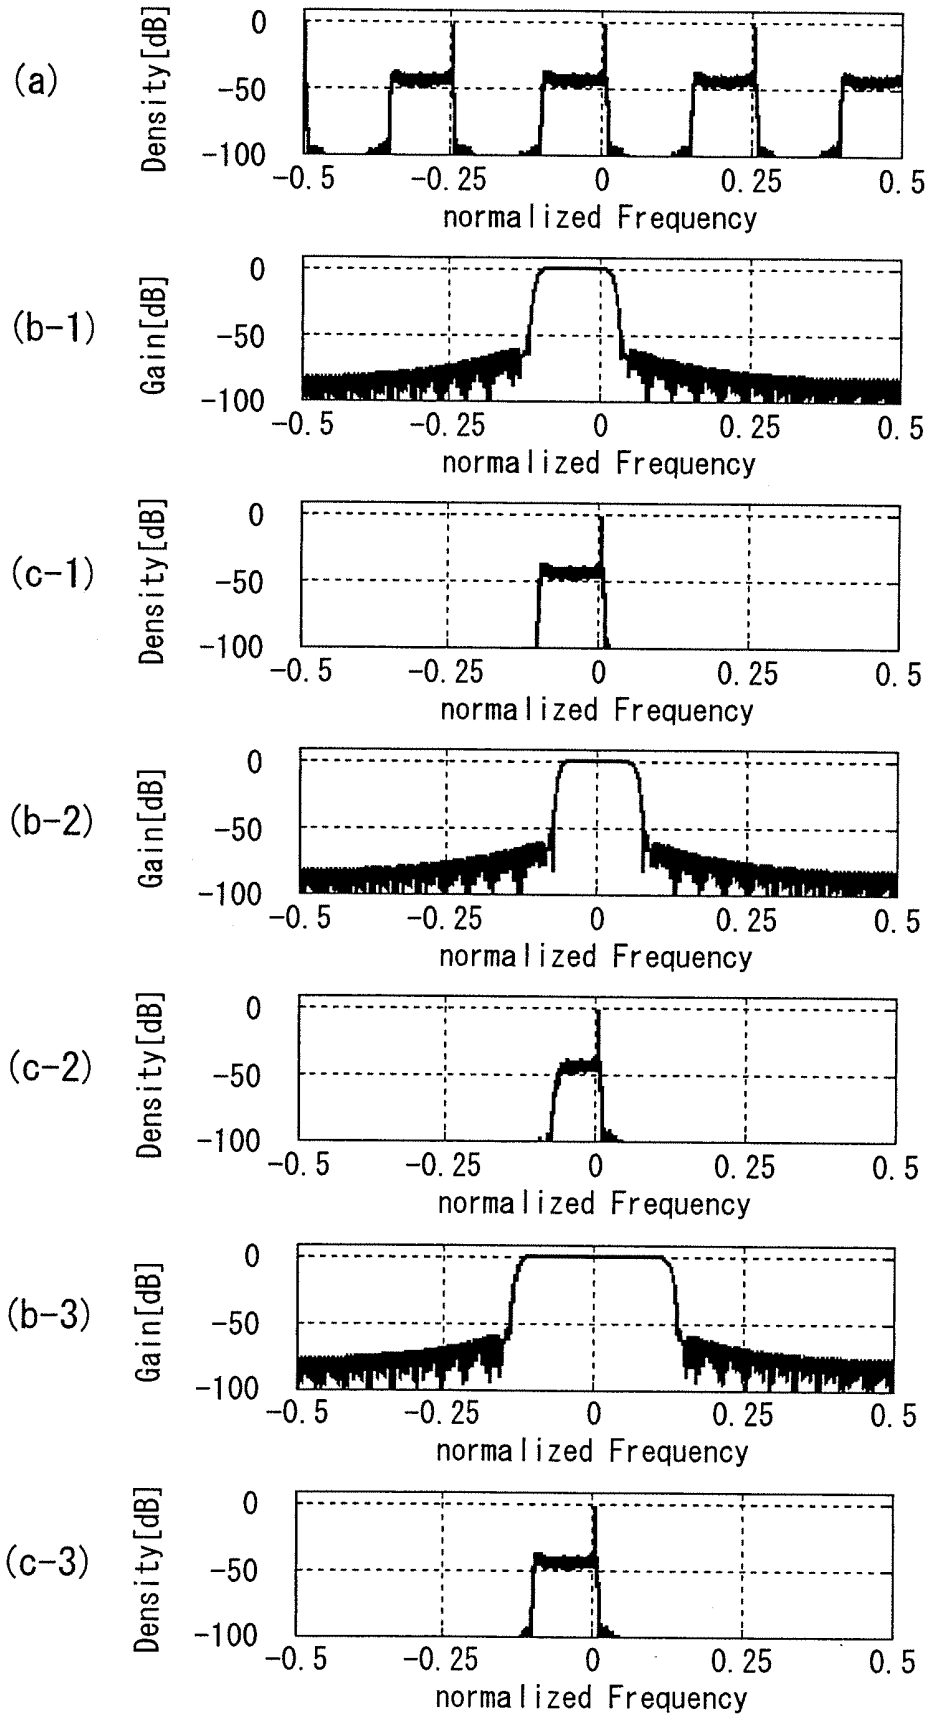 (a)
Density[dB]
0
-50
-100
-0.5 -0.25 0 0.25 0.5
normalized Frequency
(b-1)
Gain[dB]
0
-50
-100
-0.5 -0.25 0 0.25 0.5
normalized Frequency
(c-1)
Density[dB]
0
-50
-100
-0.5 -0.25 0 0.25 0.5
normalized Frequency
(b-2)
Gain[dB]
0
-50
-100
-0.5 -0.25 0 0.25 0.5
normalized Frequency
(c-2)
Density[dB]
0
-50
-100
-0.5 -0.25 0 0.25 0.5
normalized Frequency
(b-3)
Gain[dB]
0
-50
-100
-0.5 -0.25 0 0.25 0.5
normalized Frequency
(c-3)
Density[dB]
0
-50
-100
-0.5 -0.25 0 0.25 0.5
normalized Frequency